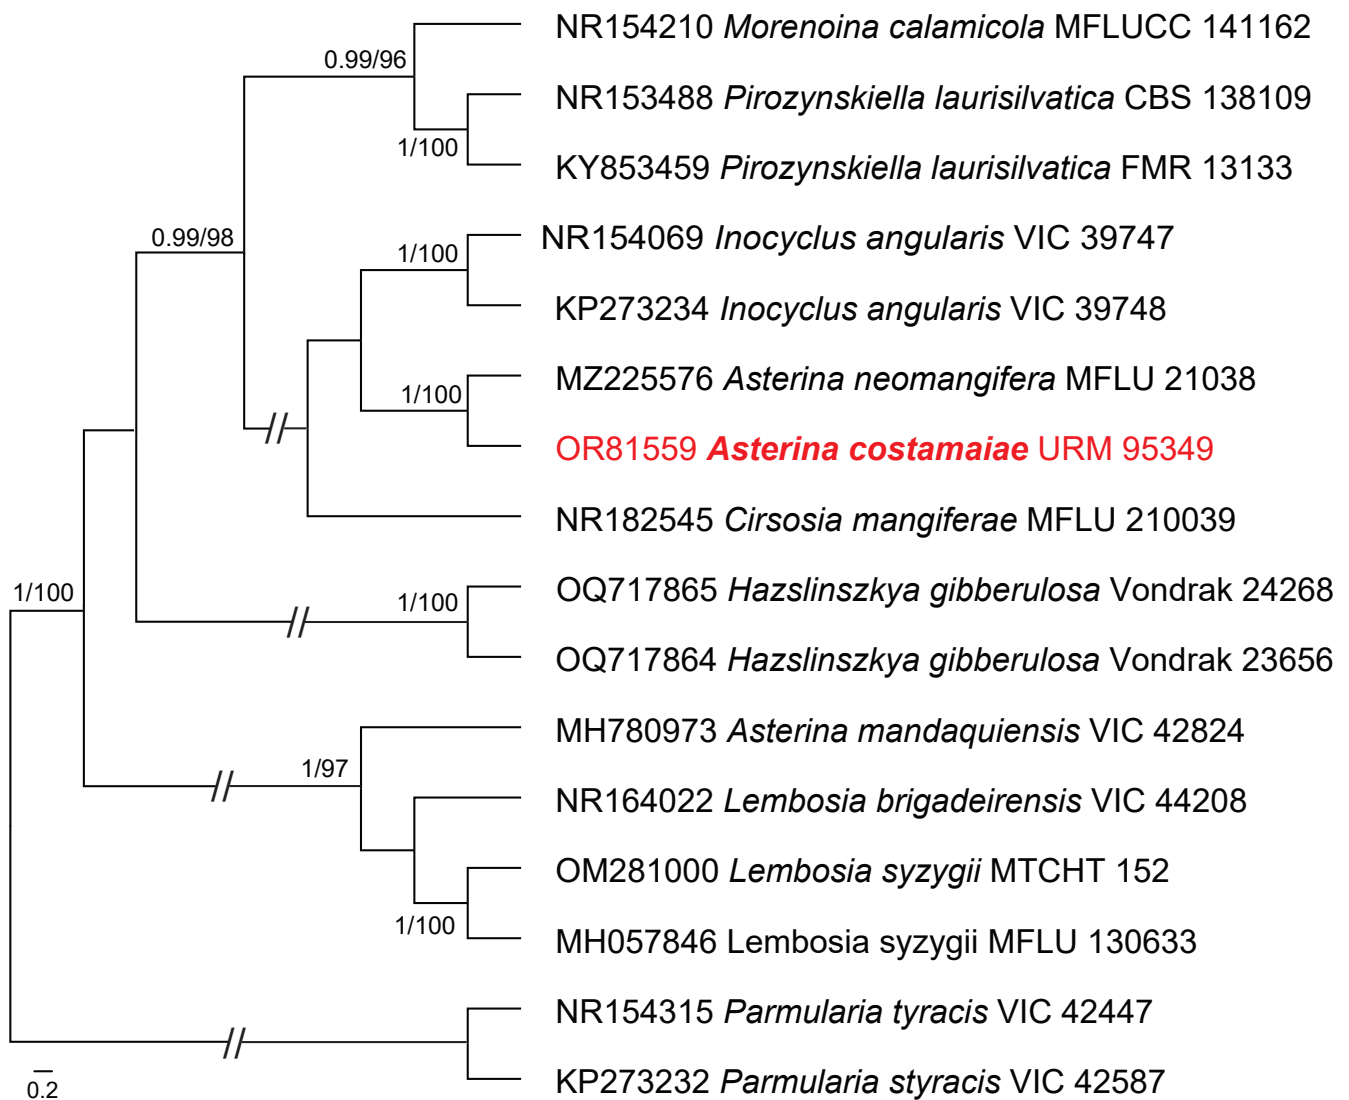 NR154210 Morenoina calamicola MFLUCC 141162
0.99/96
NR153488 Pirozynskiella laurisilvatica CBS 138109
1/100
KY853459 Pirozynskiella laurisilvatica FMR 13133
0.99/98
NR154069 Inocyclus angularis VIC 39747
1/100
KP273234 Inocyclus angularis VIC 39748
MZ225576 Asterina neomangifera MFLU 21038
1/100
OR81559 Asterina costamaiae URM 95349
NR182545 Cirsosia mangiferae MFLU 210039
1/100
OQ717865 Hazslinszkya gibberulosa Vondrak 24268
1/100
OQ717864 Hazslinszkya gibberulosa Vondrak 23656
MH780973 Asterina mandaquiensis VIC 42824
1/97
NR164022 Lembosia brigadeirensis VIC 44208
OM281000 Lembosia syzygii MTCHT 152
1/100
MH057846 Lembosia syzygii MFLU 130633
NR154315 Parmularia tyracis VIC 42447
KP273232 Parmularia styracis VIC 42587
0.2